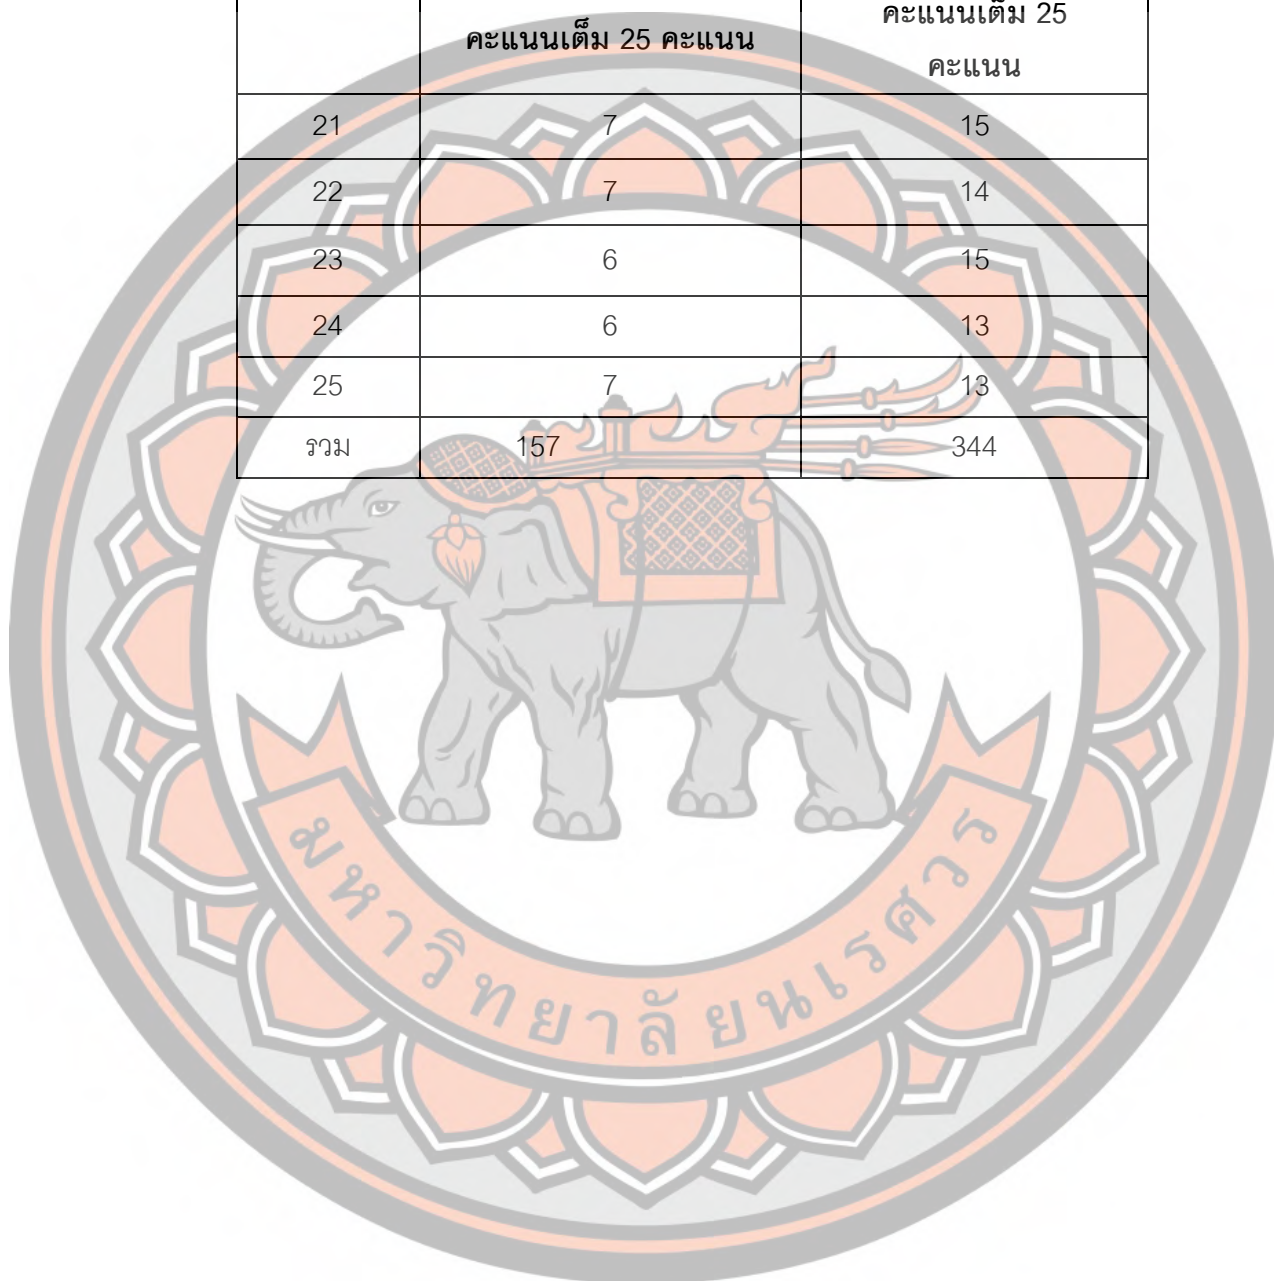 คะแนนเต็ม 25 คะแนน
คะแนนเต็ม 25
คะแนน
21 7 15
22 7 14
23 6 15
24 6 13
25 7 13
รวม 157 344
มหาวิทยาลัยนเรศวร